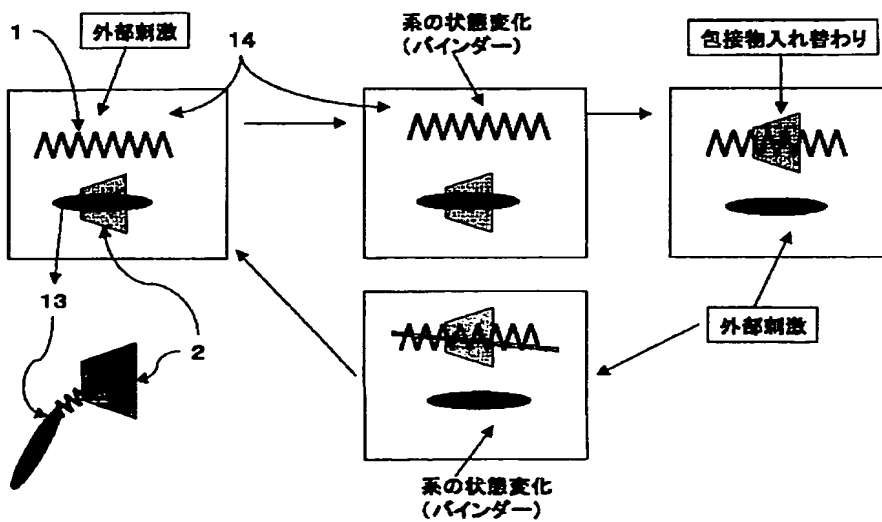 1
外部刺激
14
系の状態変化
(バインダー)
包接物入れ替わり
13
2
外部刺激
系の状態変化
(バインダー)